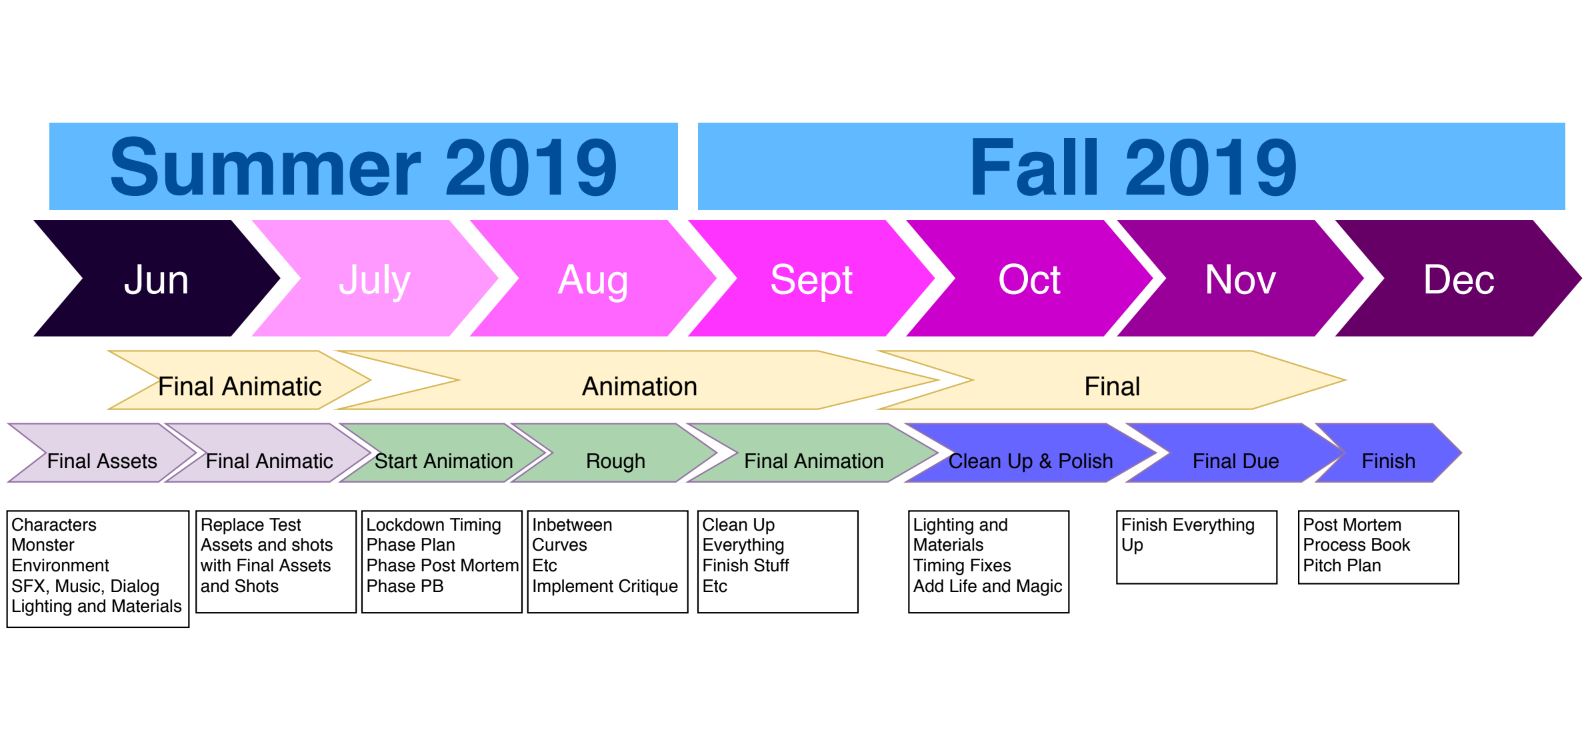 Summer 2019
Fall 2019
Jun
July
Aug
Sept
Oct
Nov
Dec
Final Animatic
Animation
Final
Final Assets
Final Animatic
Start Animation
Rough
Final Animation
Clean Up & Polish
Final Due
Finish
Characters
Monster
Environment
SFX, Music, Dialog
Lighting and Materials
Replace Test
Assets and shots
with Final Assets
and Shots
Lockdown Timing
Phase Plan
Phase Post Mortem
Phase PB
Inbetween
Curves
Etc
Implement Critique
Clean Up
Everything
Finish Stuff
Etc
Lighting and
Materials
Timing Fixes
Add Life and Magic
Finish Everything
Up
Post Mortem
Process Book
Pitch Plan